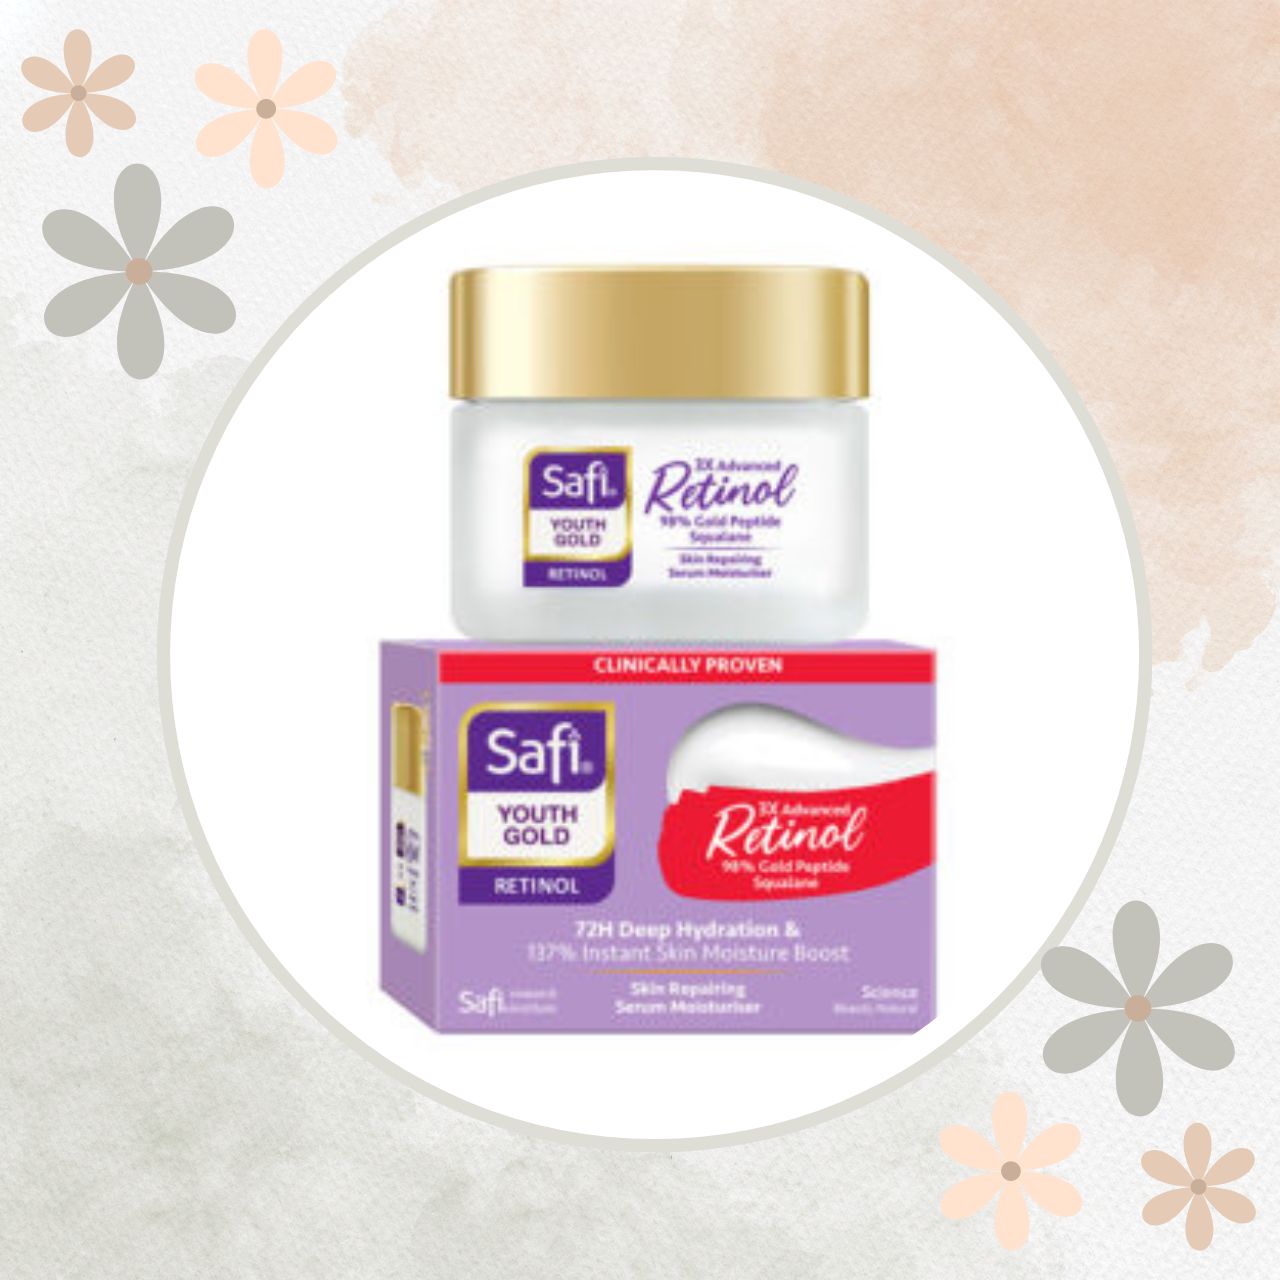 Safi®
YOUTH
GOLD
RETINOL
3X Advanced
Retinol
98% Gold Peptide
Squalane
Skin Repairing
Serum Moisturiser
CLINICALLY PROVEN
Safi®
YOUTH
GOLD
RETINOL
3X Advanced
Retinol
98% Gold Peptide
Squalane
72H Deep Hydration &
137% Instant Skin Moisture Boost
Skin Repairing
Serum Moisturiser
Safi
Science